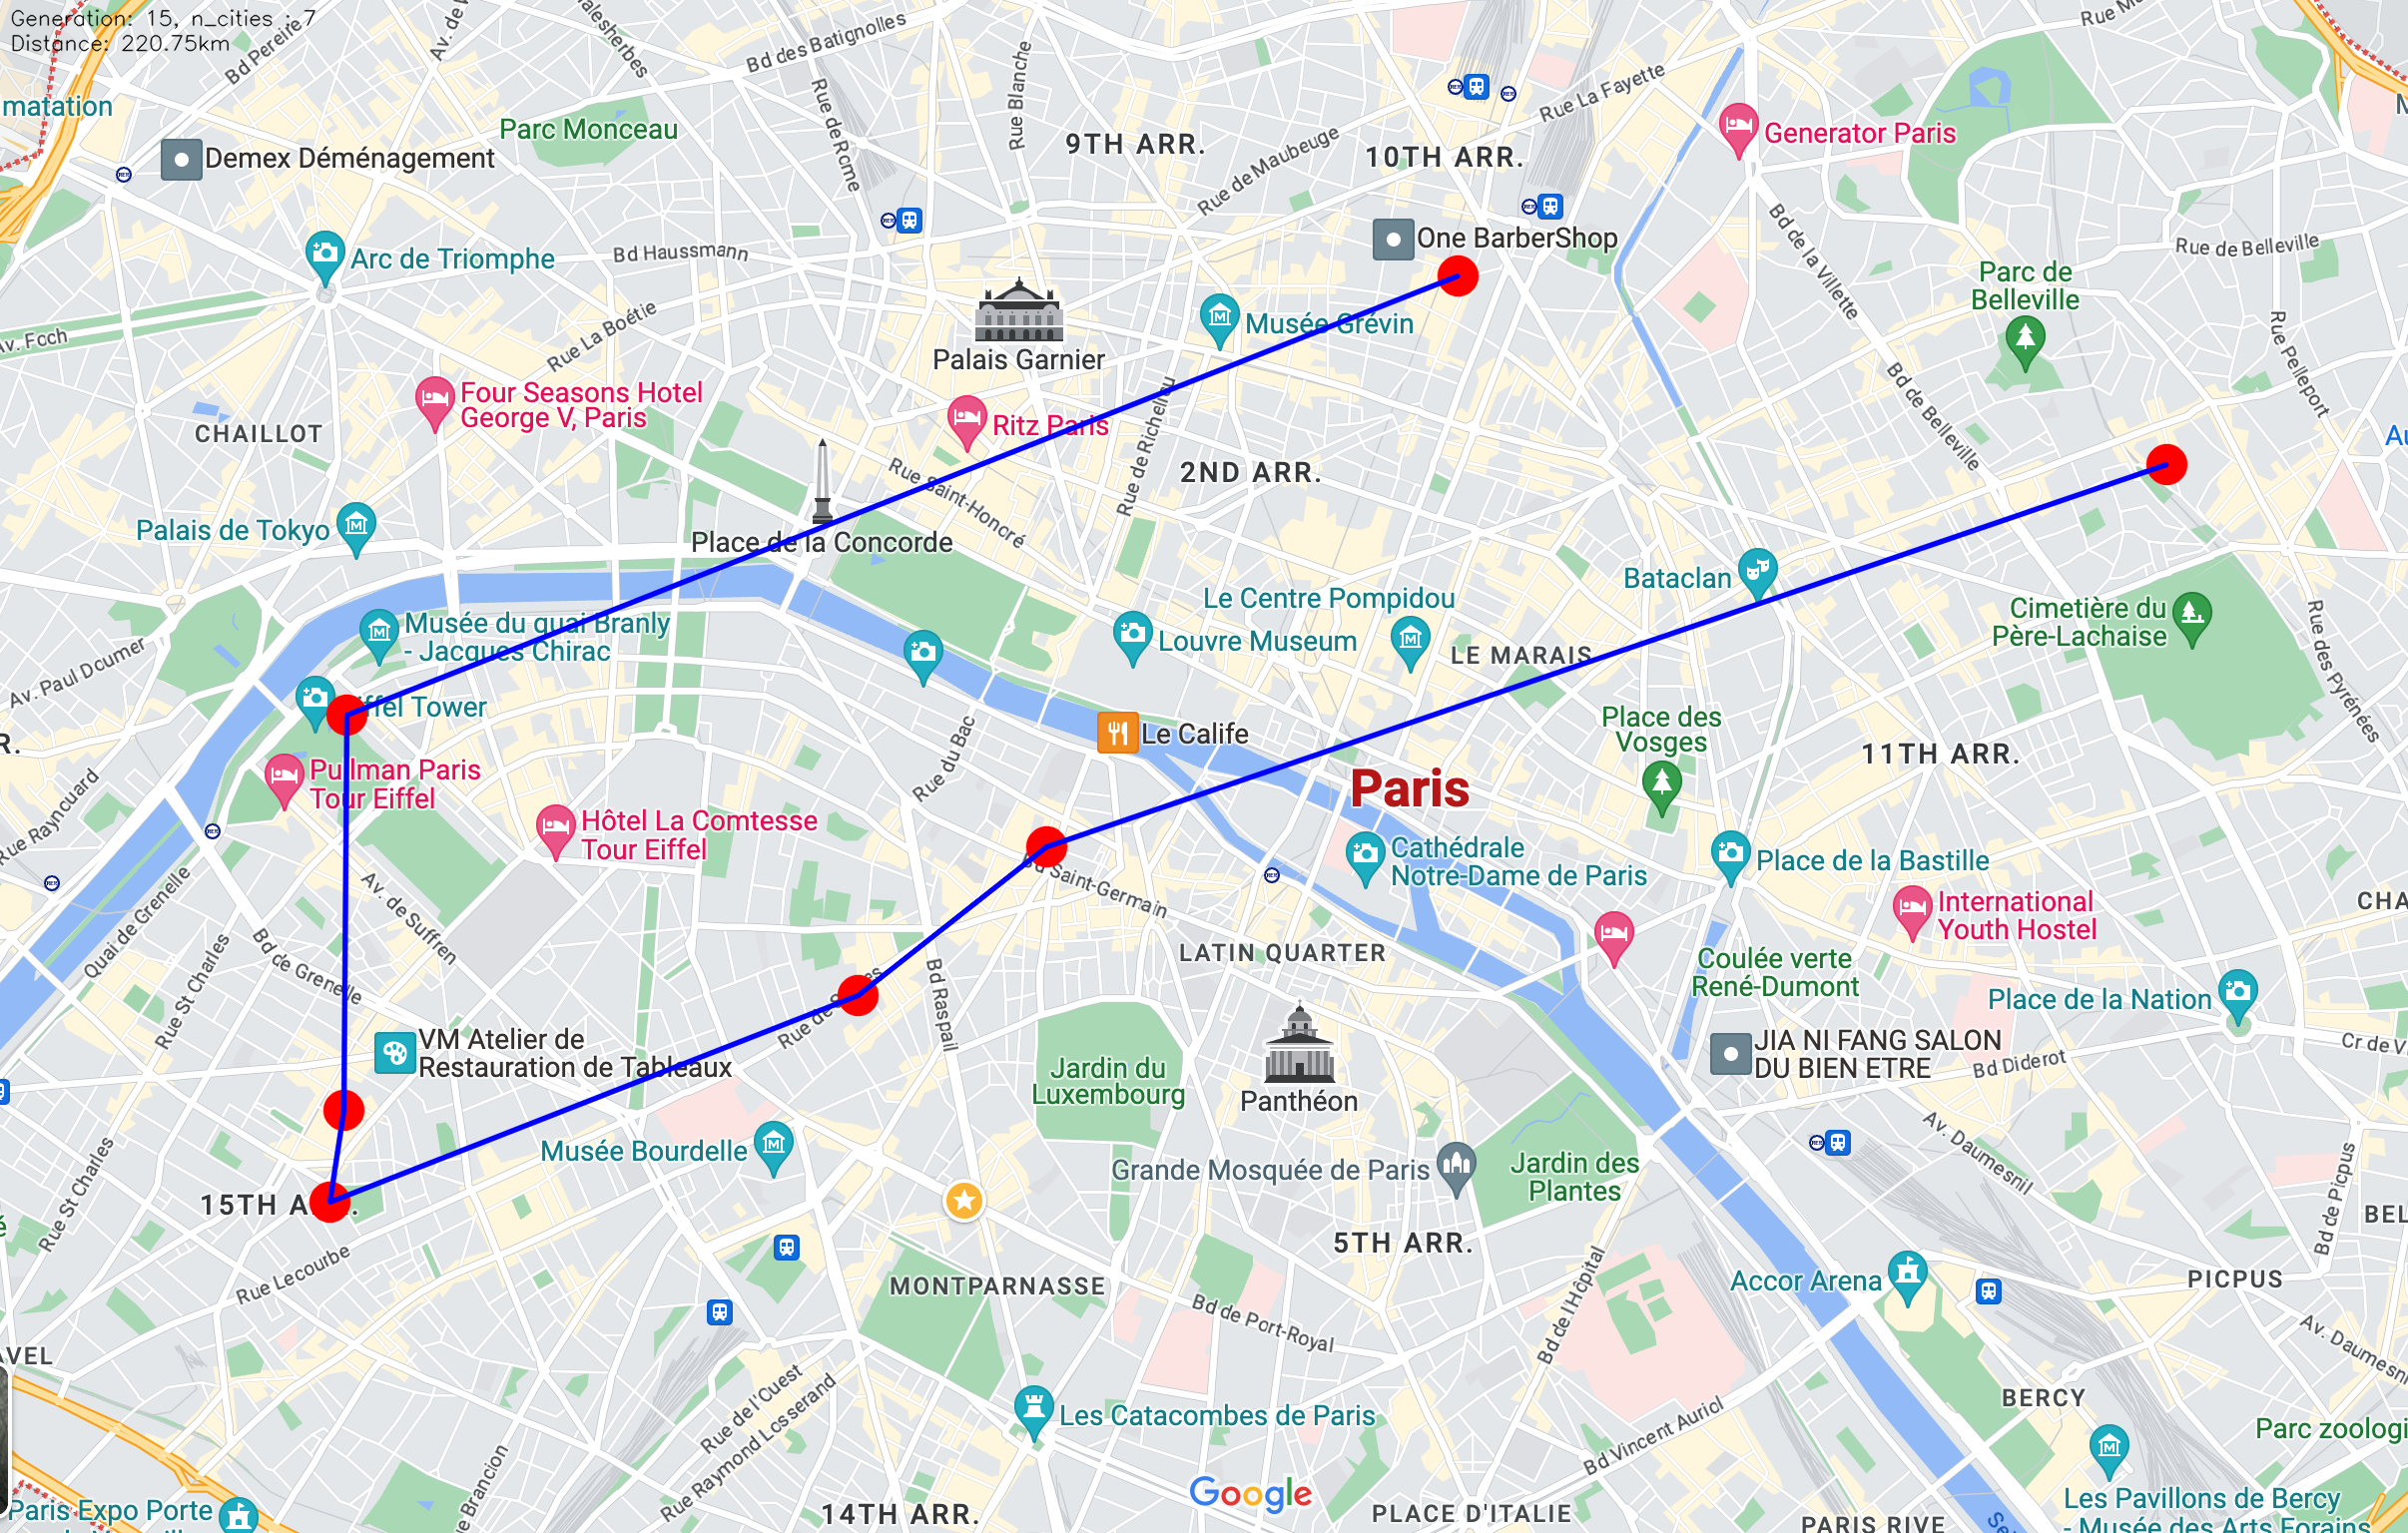 Generation: 15, n_cities : 7
Distance: 220.75km
Bd Pereire
Bd des Batignolles
Rue Blanche
Rue de Rome
Rue La Fayette
matation
Parc Monceau
Demex Déménagement
9TH ARR.
10TH ARR.
Rue de Maubeuge
Generator Paris
Bd de la Villette
One BarberShop
Rue de Belleville
Arc de Triomphe
Bd Haussmann
Parc de
Belleville
Av. Foch
Rue La Boétie
Musée Grévin
Palais Garnier
Rue Pelleport
Bd de Belleville
Four Seasons Hotel
George V, Paris
CHAILLOT
Ritz Paris
Rue de Richelieu
2ND ARR.
Rue Saint-Honoré
Palais de Tokyo
Place de la Concorde
Bataclan
Le Centre Pompidou
Musée du quai Branly
- Jacques Chirac
Louvre Museum
LE MARAIS
Cimetière du
Père-Lachaise
Av. Paul Doumer
Rue des Pyrénées
Eiffel Tower
Le Calife
Rue du Bac
Place des
Vosges
11TH ARR.
Pullman Paris
Tour Eiffel
Paris
Rue Raynouard
Hôtel La Comtesse
Tour Eiffel
Cathédrale
Notre-Dame de Paris
Place de la Bastille
Bd Saint-Germain
Av. de Suffren
International
Youth Hostel
CHA
Quai de Grenelle
Rue St Charles
Bd de Grenelle
LATIN QUARTER
Coulée verte
René-Dumont
Place de la Nation
Bd Raspail
VM Atelier de
Restauration de Tableaux
JIA NI FANG SALON
DU BIEN ETRE
Bd Diderot
Cr de V
Jardin du
Luxembourg
Panthéon
Musée Bourdelle
Grande Mosquée de Paris
Jardin des
Plantes
Av. Daumesnil
Rue St Charles
15TH A
Bd de Picpus
BEL
5TH ARR.
Rue Lecourbe
MONTPARNASSE
Bd de l'Hôpital
Accor Arena
PICPUS
Bd de Port-Royal
Av. Daumesni
AVEL
BERCY
Rue de l'Ouest
Rue Raymond Losserand
Les Catacombes de Paris
Bd Vincent Auriol
Parc zoologi
Google
Paris Expo Porte
14TH ARR.
PLACE D'ITALIE
PARIS RIVE
Les Pavillons de Bercy
- Musée des Arts Forains